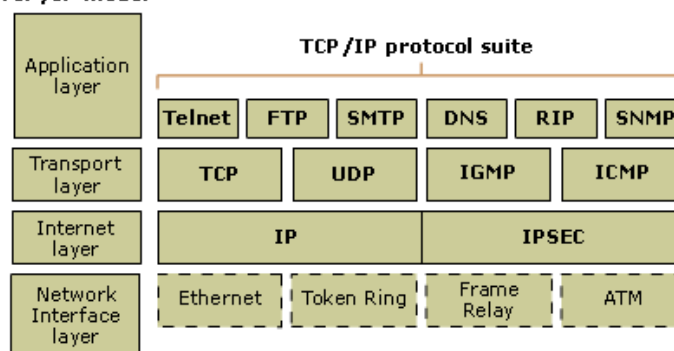 TCP/IP protocol suite
Application
layer
Telnet FTP SMTP DNS RIP SNMP
Transport
layer
TCP UDP IGMP ICMP
Internet
layer
IP IPSEC
Network
Interface
layer
Ethernet Token Ring Frame
Relay ATM